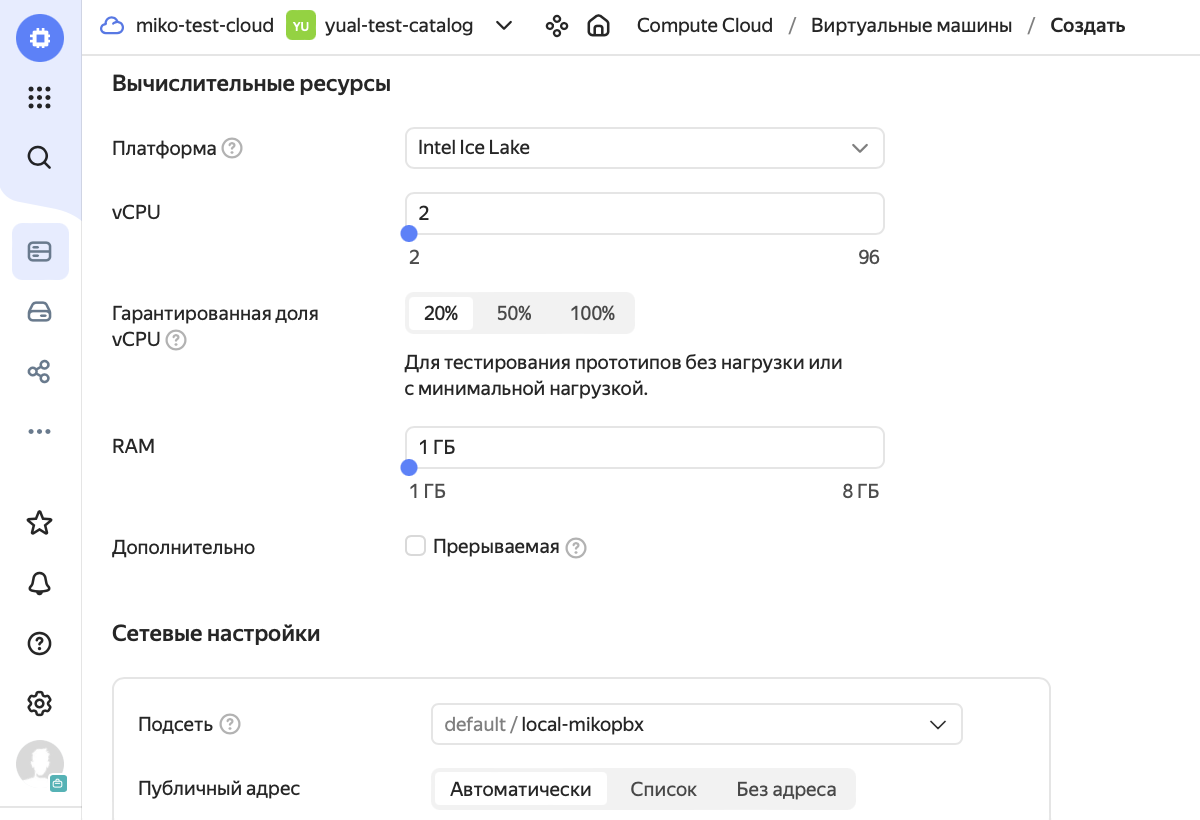 miko-test-cloud YU yual-test-catalog Compute Cloud / Виртуальные машины / Создать
Вычислительные ресурсы
Платформа ? Intel Ice Lake
vCPU 2
2 96
Гарантированная доля 20% 50% 100%
vCPU ?
Для тестирования прототипов без нагрузки или
с минимальной нагрузкой.
RAM 1 ГБ
1 ГБ 8 ГБ
Дополнительно Прерываемая ?
Сетевые настройки
Подсеть ? default / local-mikopbx
Публичный адрес Автоматически Список Без адреса